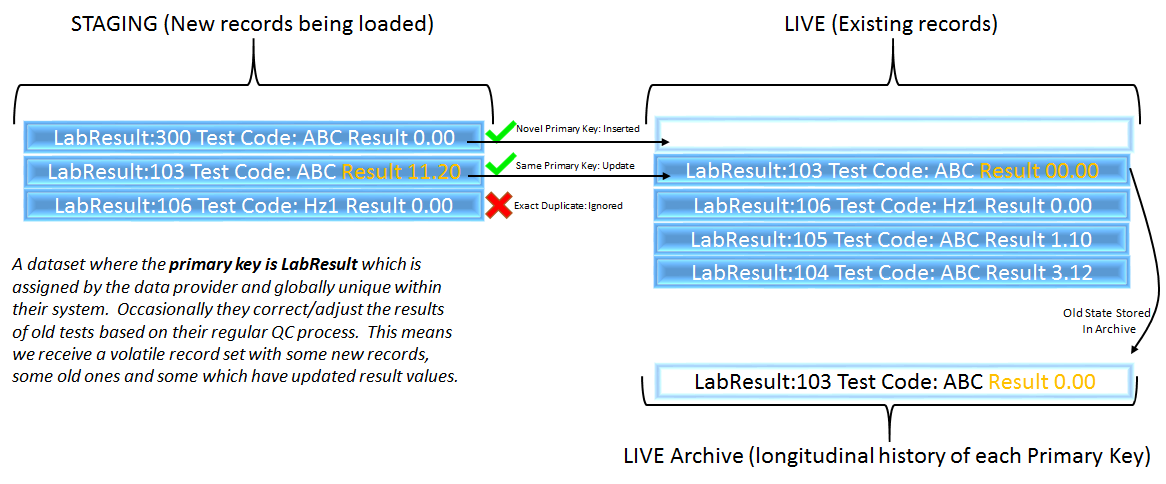 STAGING (New records being loaded)
LIVE (Existing records)
LabResult:300 Test Code: ABC Result 0.00
Novel Primary Key: Inserted
LabResult:103 Test Code: ABC Result 11.20
Same Primary Key: Update
LabResult:103 Test Code: ABC Result 00.00
LabResult:106 Test Code: Hz1 Result 0.00
Exact Duplicate: Ignored
LabResult:106 Test Code: Hz1 Result 0.00
LabResult:105 Test Code: ABC Result 1.10
LabResult:104 Test Code: ABC Result 3.12
A dataset where the primary key is LabResult which is
assigned by the data provider and globally unique within
their system.  Occasionally they correct/adjust the results
of old tests based on their regular QC process.  This means
we receive a volatile record set with some new records,
some old ones and some which have updated result values.
Old State Stored
In Archive
LabResult:103 Test Code: ABC Result 0.00
LIVE Archive (longitudinal history of each Primary Key)